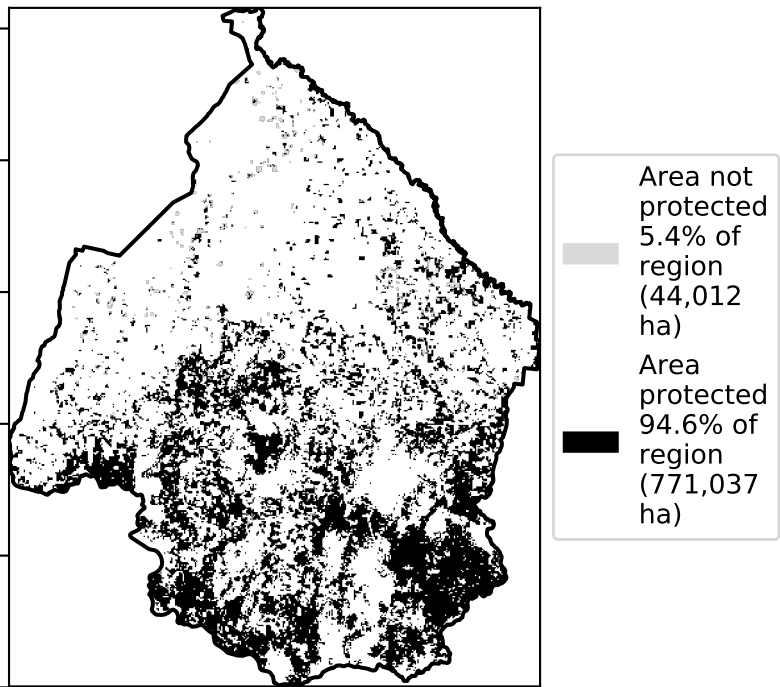 Area not
protected
5.4% of
region
(44,012
ha)
Area
protected
94.6% of
region
(771,037
ha)